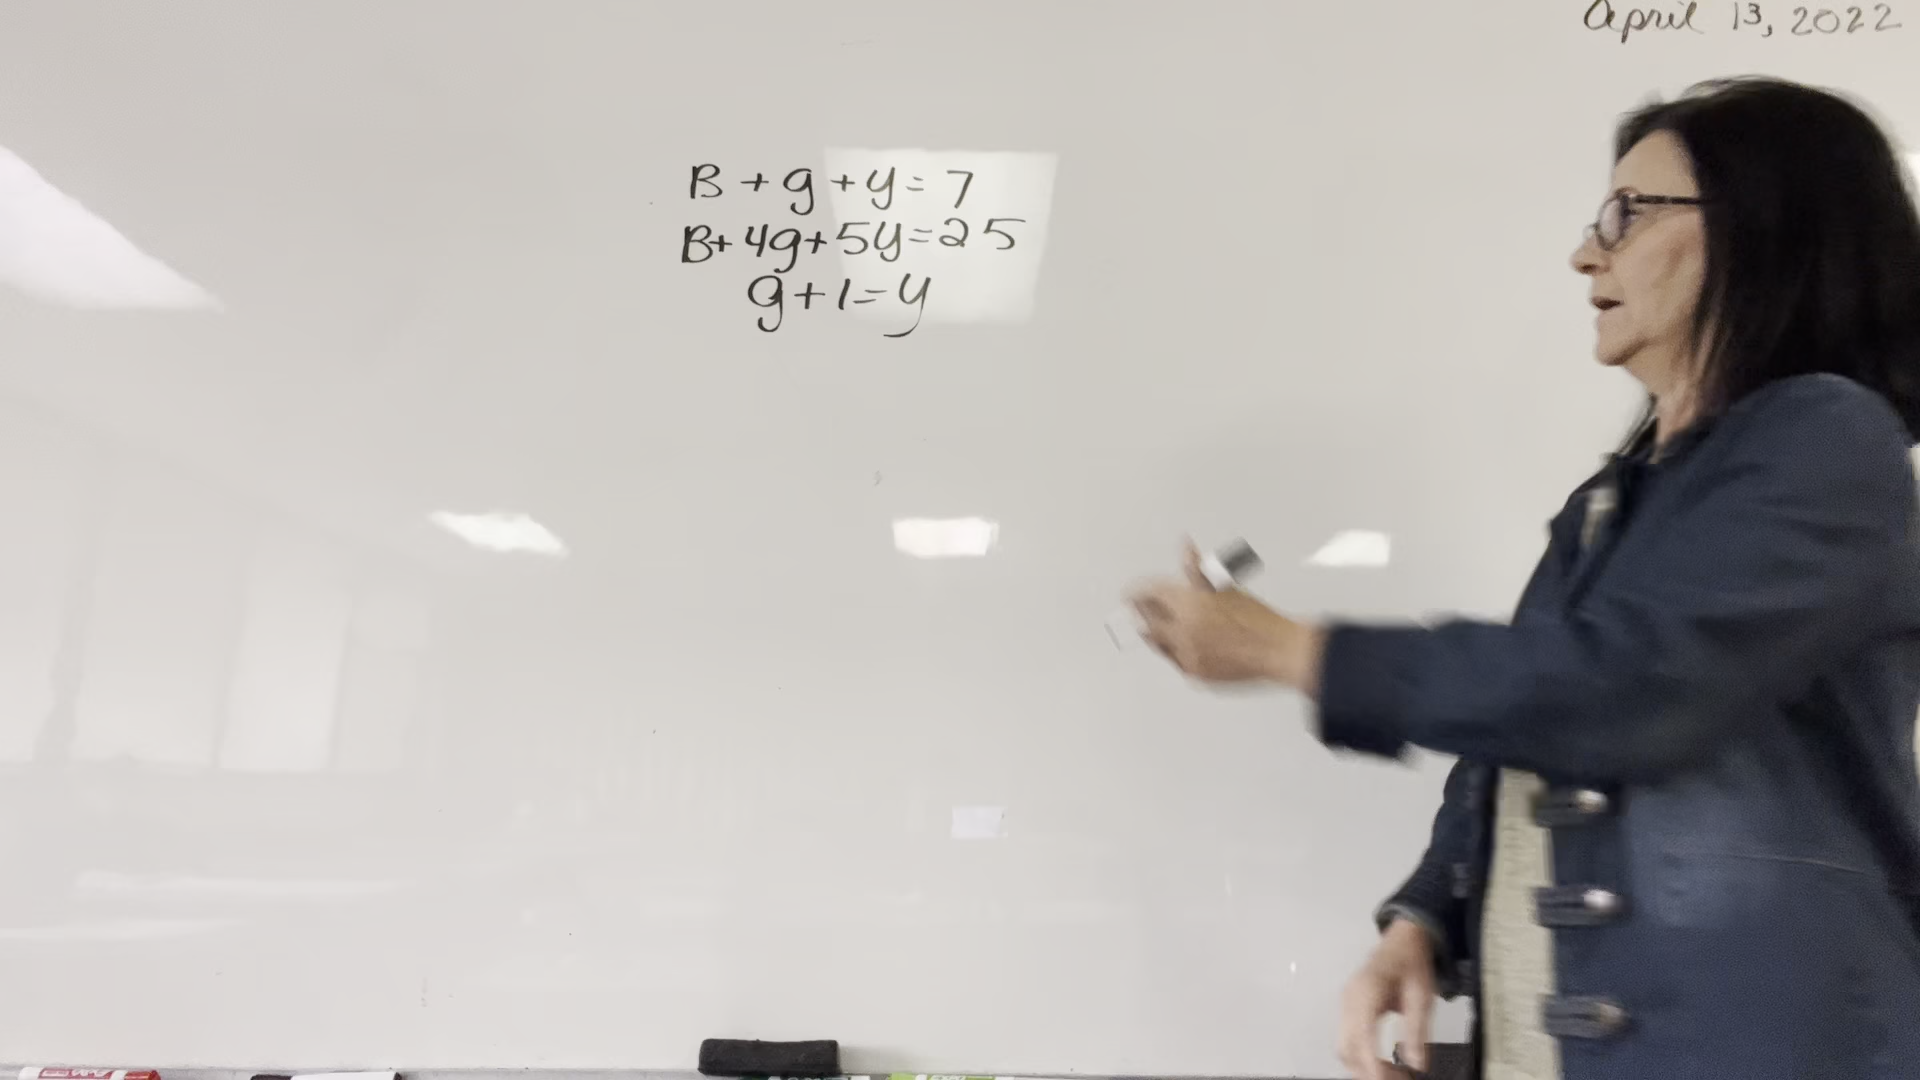 April 13, 2022
B + g + y = 7
B + 4g + 5y = 25
g + 1 = y